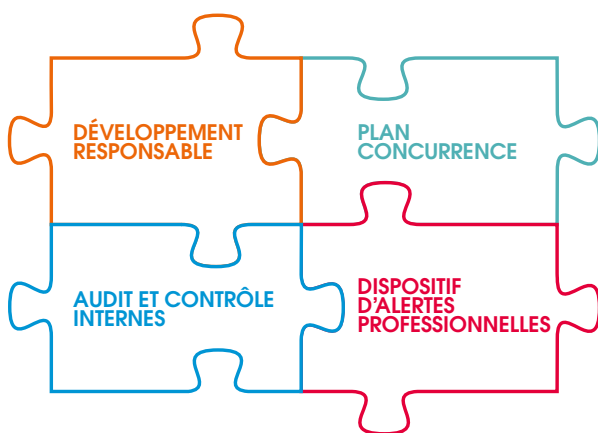 DÉVELOPPEMENT
RESPONSABLE
PLAN
CONCURRENCE
AUDIT ET CONTRÔLE
INTERNES
DISPOSITIF
D'ALERTES
PROFESSIONNELLES